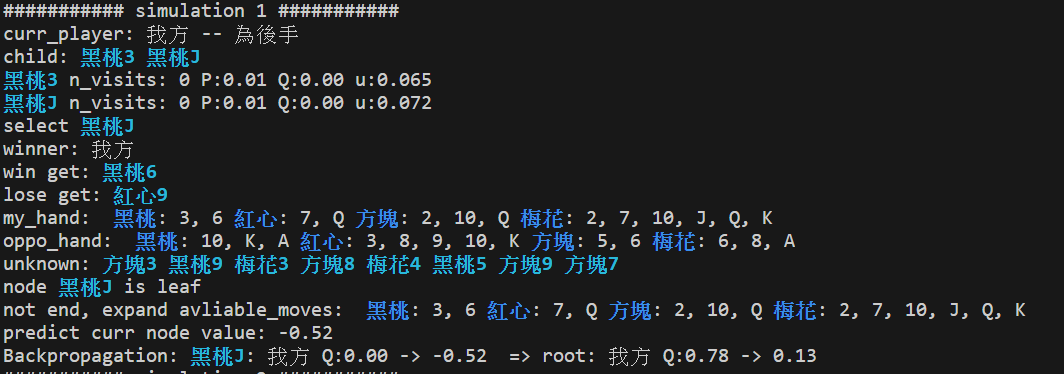 ########### simulation 1 ###########
curr_player: 我方 -- 為後手
child: 黑桃3 黑桃J
黑桃3 n_visits: 0 P:0.01 Q:0.00 u:0.065
黑桃J n_visits: 0 P:0.01 Q:0.00 u:0.072
select 黑桃J
winner: 我方
win get: 黑桃6
lose get: 紅心9
my_hand:  黑桃: 3, 6 紅心: 7, Q 方塊: 2, 10, Q 梅花: 2, 7, 10, J, Q, K
oppo_hand:  黑桃: 10, K, A 紅心: 3, 8, 9, 10, K 方塊: 5, 6 梅花: 6, 8, A
unknown: 方塊3 黑桃9 梅花3 方塊8 梅花4 黑桃5 方塊9 方塊7
node 黑桃J is leaf
not end, expand avliable_moves:  黑桃: 3, 6 紅心: 7, Q 方塊: 2, 10, Q 梅花: 2, 7, 10, J, Q, K
predict curr node value: -0.52
Backpropagation: 黑桃J: 我方 Q:0.00 -> -0.52  => root: 我方 Q:0.78 -> 0.13